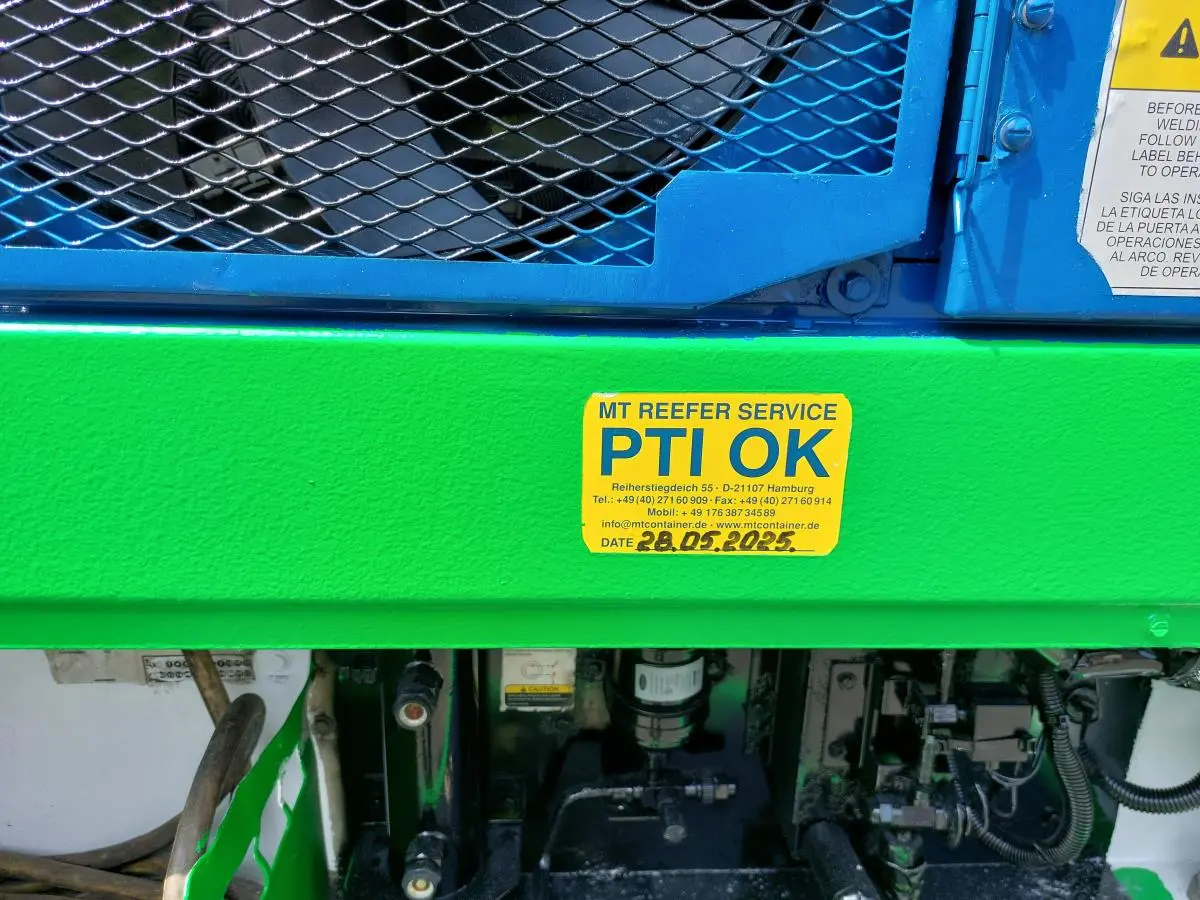 BEFORE
WELDI
FOLLOW
LABEL BEH
TO OPERA
SIGA LAS INS
LA ETIQUETA LO
DE LA PUERTA A
OPERACIONES
AL ARCO. REV
DE OPERA
MT REEFER SERVICE
PTI OK
Reiherstiegdeich 55 · D-21107 Hamburg
Tel.: +49 (40) 271 60 909 · Fax: +49 (40) 271 60 914
Mobil: + 49 176 387 345 89
info@mtcontainer.de · www.mtcontainer.de
DATE 28.05.2025.
CAUTION